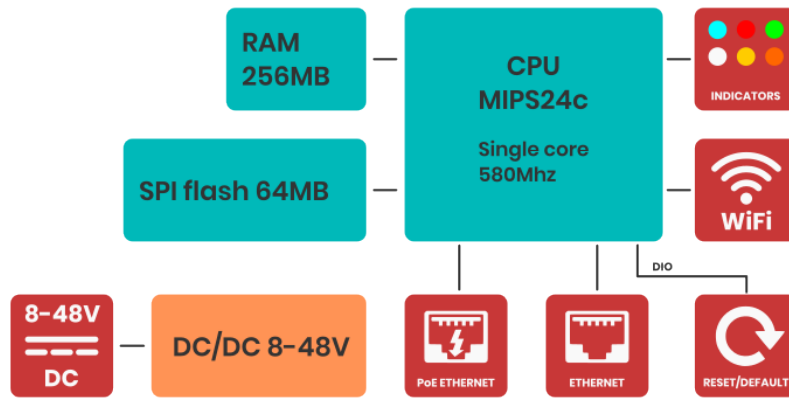 RAM
256MB
CPU
MIPS24c
Single core
580Mhz
INDICATORS
SPI flash 64MB
WiFi
DIO
8-48V
DC
DC/DC 8-48V
PoE ETHERNET
ETHERNET
RESET/DEFAULT